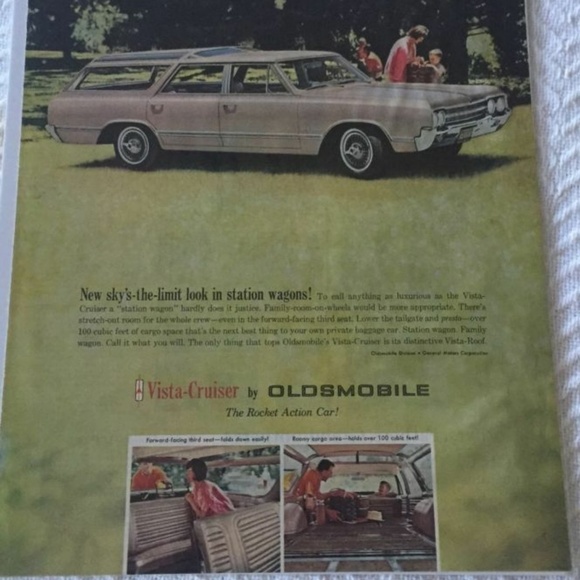 New sky's-the-limit look in station wagons! To call anything as luxurious as the Vista-
Cruiser a "station wagon" hardly does it justice. Family-room-on-wheels would be more appropriate. There's
stretch-out room for the whole crew—even in the forward-facing third seat. Lower the tailgate and presto—over
100 cubic feet of cargo space that's the next best thing to your own private baggage car. Station wagon. Family
wagon. Call it what you will. The only thing that tops Oldsmobile's Vista-Cruiser is its distinctive Vista-Roof.
Oldsmobile Division • General Motors Corporation
Vista-Cruiser by OLDSMOBILE
The Rocket Action Car!
Forward-facing third seat—folds down easily!
Roomy cargo area—holds over 100 cubic feet!